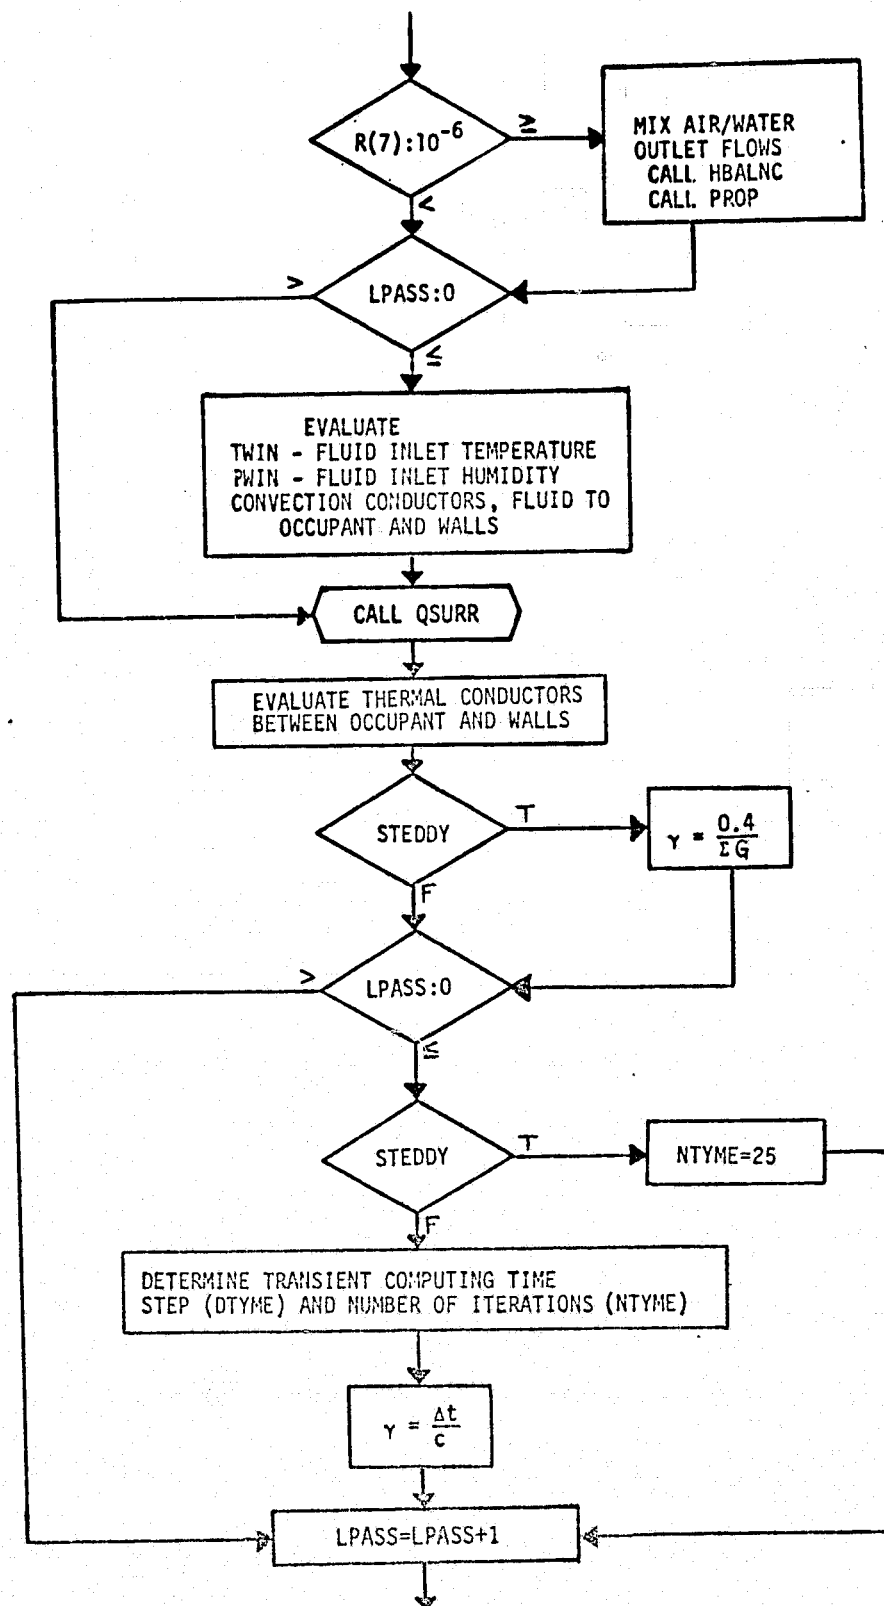 R(7):10⁻⁶
≥
MIX AIR/WATER
OUTLET FLOWS
CALL HBALNC
CALL PROP
<
>
LPASS:0
≤
EVALUATE
TWIN - FLUID INLET TEMPERATURE
PWIN - FLUID INLET HUMIDITY
CONVECTION CONDUCTORS, FLUID TO
OCCUPANT AND WALLS
CALL QSURR
EVALUATE THERMAL CONDUCTORS
BETWEEN OCCUPANT AND WALLS
STEDDY
T
γ = 0.4/ΣG
F
>
LPASS:0
≤
STEDDY
T
NTYME=25
F
DETERMINE TRANSIENT COMPUTING TIME
STEP (DTYME) AND NUMBER OF ITERATIONS (NTYME)
γ = Δt/c
LPASS=LPASS+1